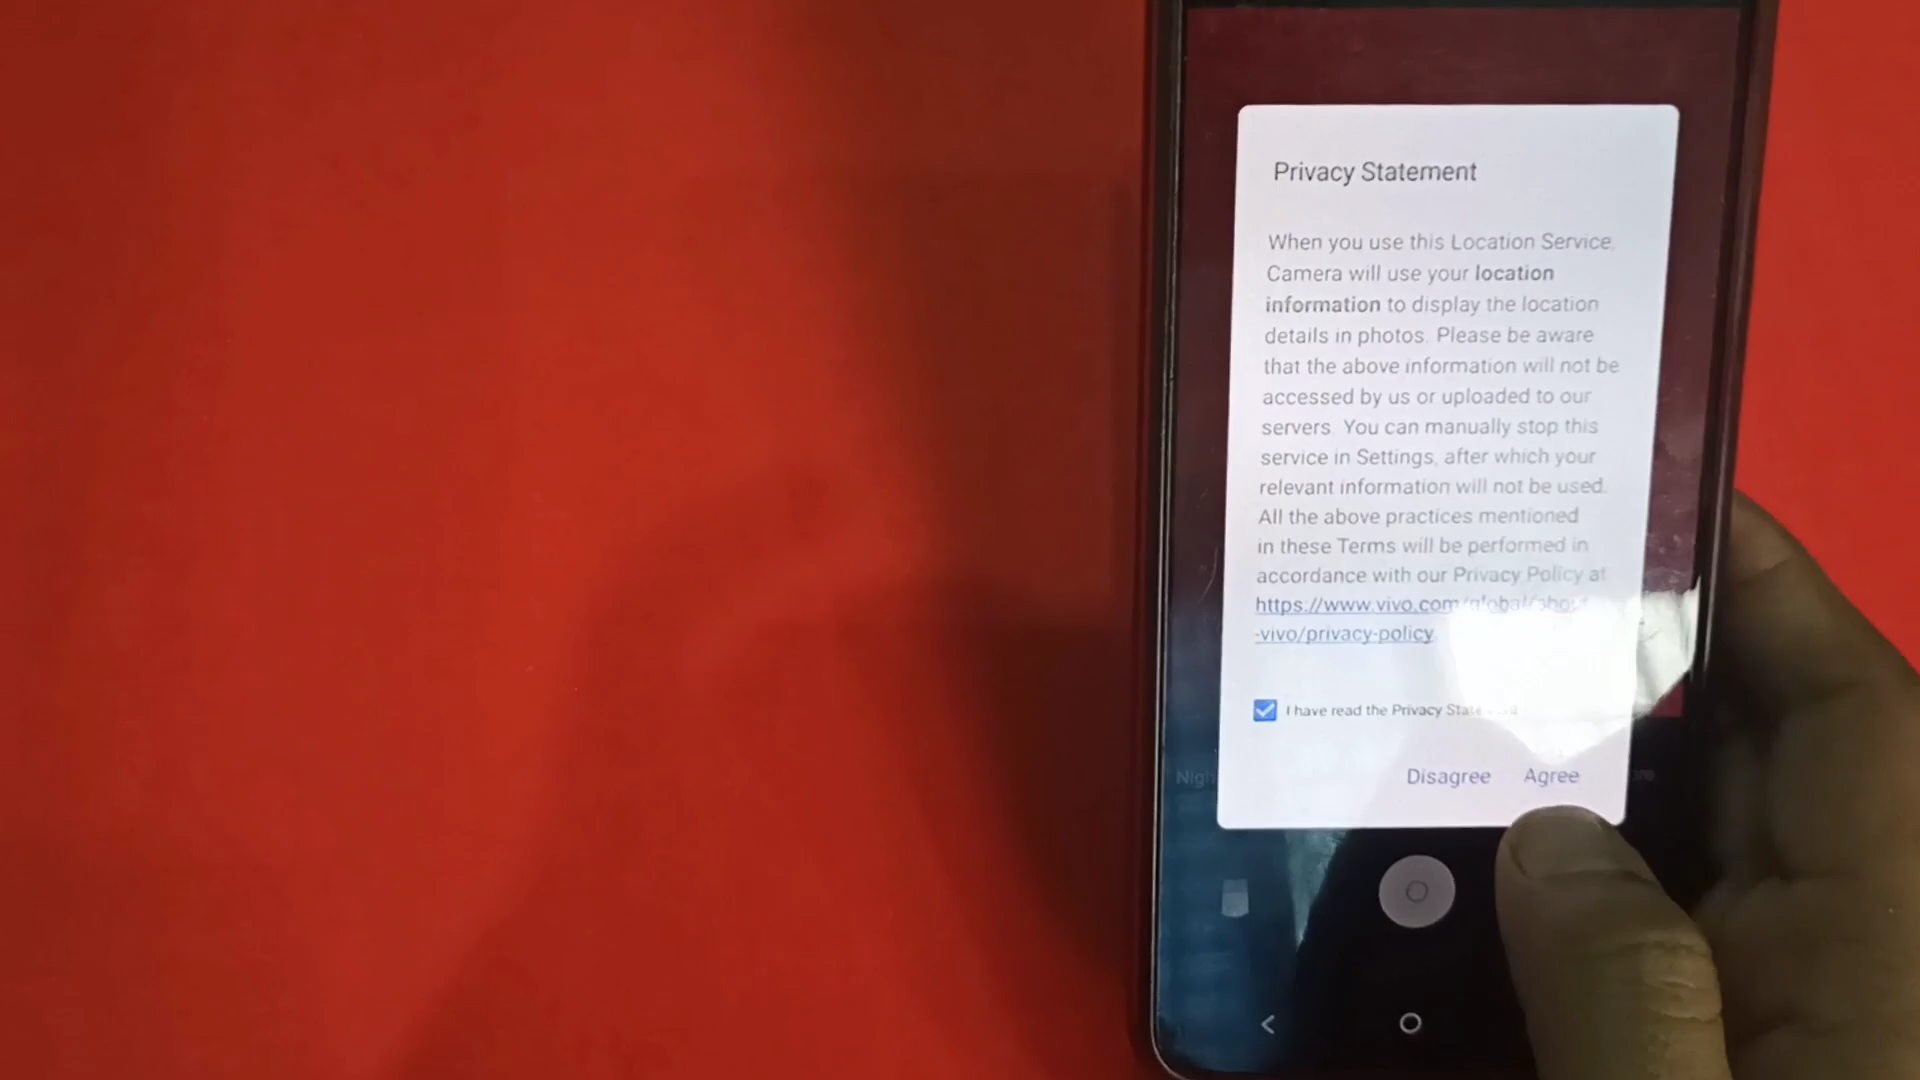 Privacy Statement
When you use this Location Service,
Camera will use your location
information to display the location
details in photos. Please be aware
that the above information will not be
accessed by us or uploaded to our
servers. You can manually stop this
service in Settings, after which your
relevant information will not be used.
All the above practices mentioned
in these Terms will be performed in
accordance with our Privacy Policy at
https://www.vivo.com/global/about
-vivo/privacy-policy.
I have read the Privacy
Disagree Agree